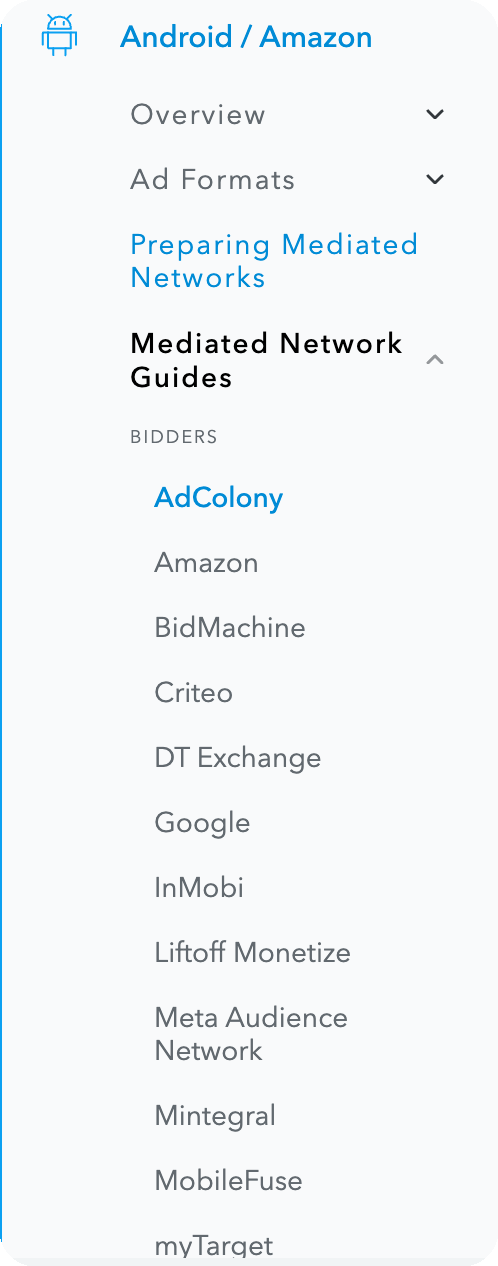 Android / Amazon
Overview
Ad Formats
Preparing Mediated
Networks
Mediated Network
Guides
BIDDERS
AdColony
Amazon
BidMachine
Criteo
DT Exchange
Google
InMobi
Liftoff Monetize
Meta Audience
Network
Mintegral
MobileFuse
myTarget